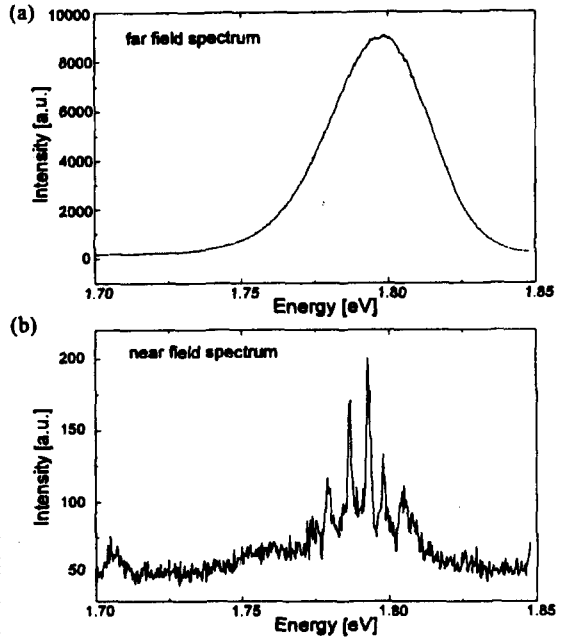 (a)
10000
far field spectrum
8000
6000
4000
2000
0
Intensity [a.u.]
1.70
1.75
1.80
1.85
Energy [eV]
(b)
near field spectrum
200
150
100
50
Intensity [a.u.]
1.70
1.75
1.80
1.85
Energy [eV]